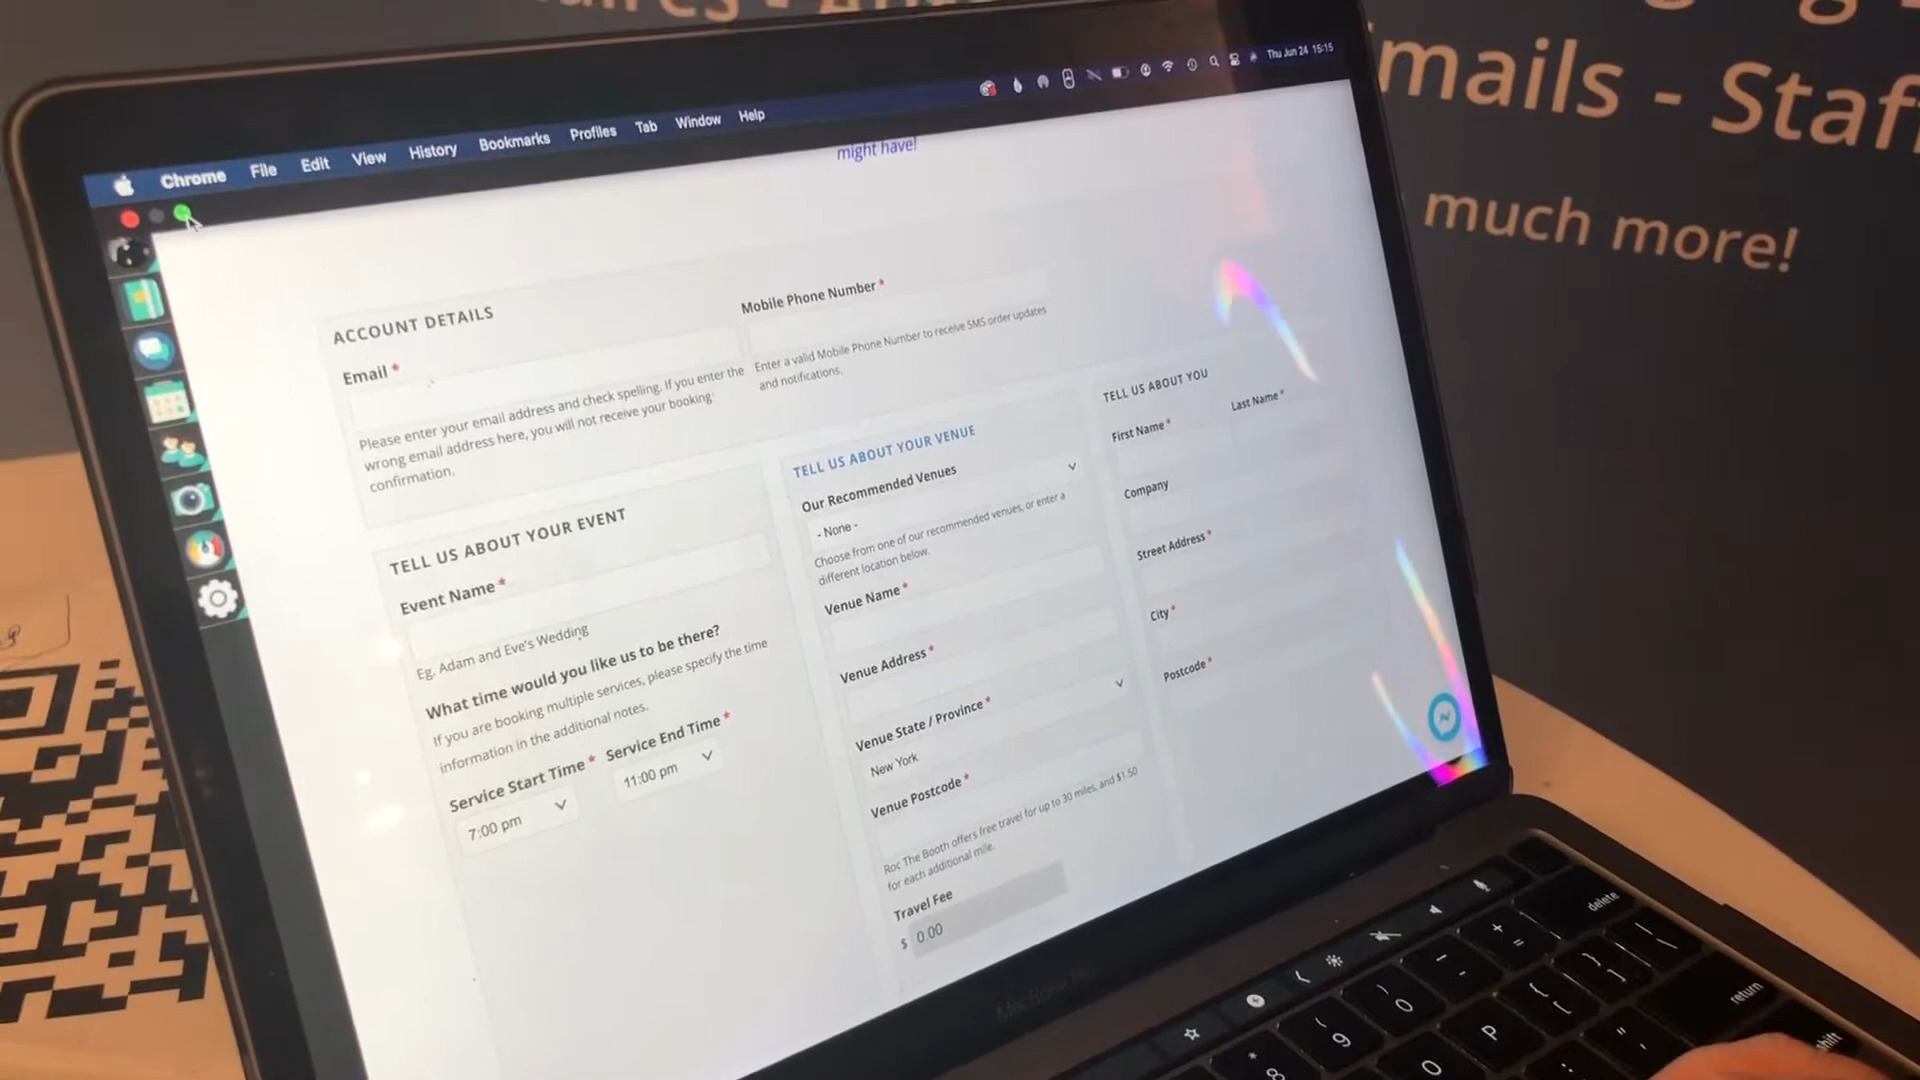 mails - Staf
much more!
Chrome File Edit View History Bookmarks Profiles Tab Window Help
Thu Jun 24 15:15
might have!
ACCOUNT DETAILS
Email *
Please enter your email address and check spelling. If you enter the
wrong email address here, you will not receive your booking
confirmation.
Mobile Phone Number *
Enter a valid Mobile Phone Number to receive SMS order updates
and notifications.
TELL US ABOUT YOUR EVENT
Event Name *
Eg. Adam and Eve's Wedding
What time would you like us to be there?
If you are booking multiple services, please specify the time
information in the additional notes.
Service Start Time * Service End Time *
7:00 pm 11:00 pm
TELL US ABOUT YOUR VENUE
Our Recommended Venues
- None -
Choose from one of our recommended venues, or enter a
different location below.
Venue Name *
Venue Address *
Venue State / Province *
New York
Venue Postcode *
Roc The Booth offers free travel for up to 30 miles, and $1.50
for each additional mile.
Travel Fee
$ 0.00
TELL US ABOUT YOU
First Name * Last Name *
Company
Street Address *
City *
Postcode *
MacBook Pro
delete
return
shift
P
O
9
0
8